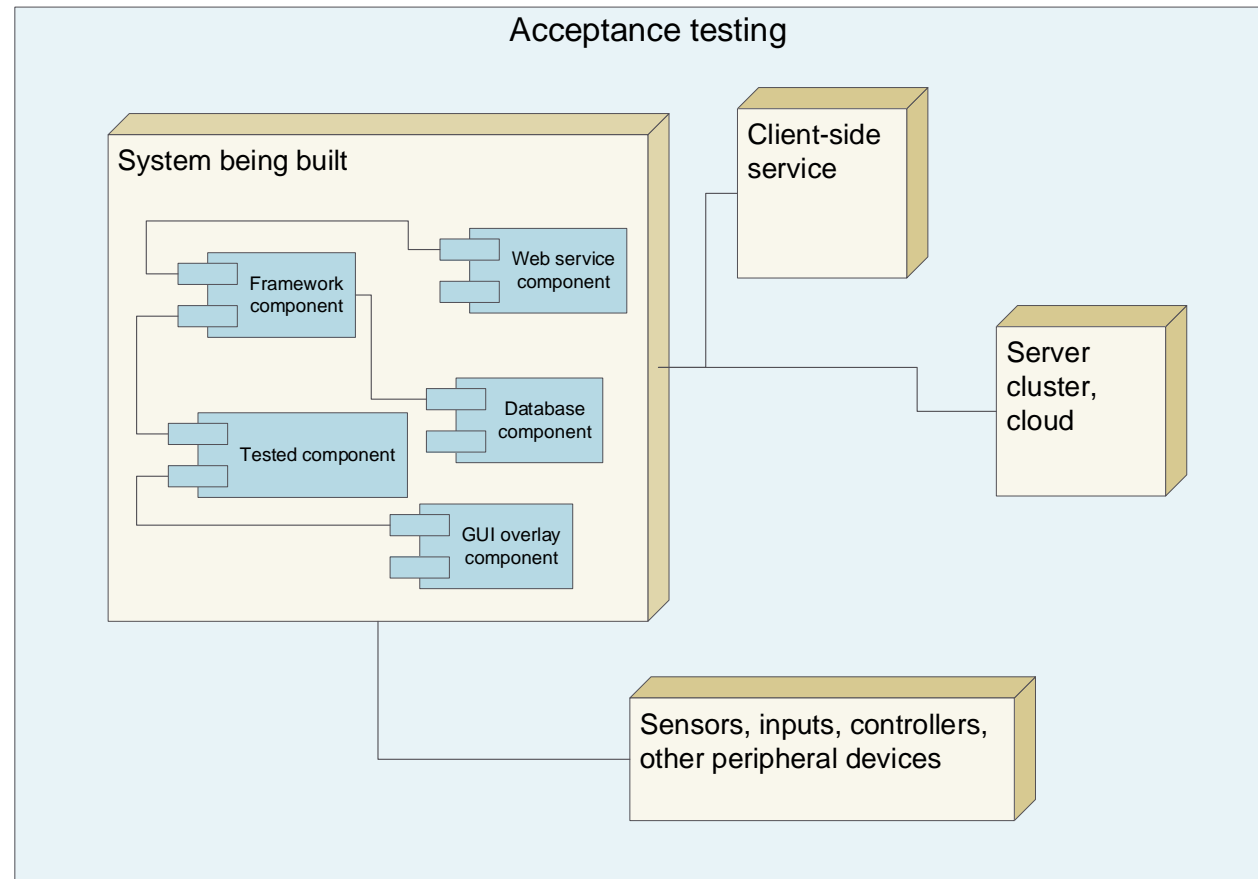 Acceptance testing
System being built
Client-side
service
Web service
component
Framework
component
Server
cluster,
cloud
Database
component
Tested component
GUI overlay
component
Sensors, inputs, controllers,
other peripheral devices